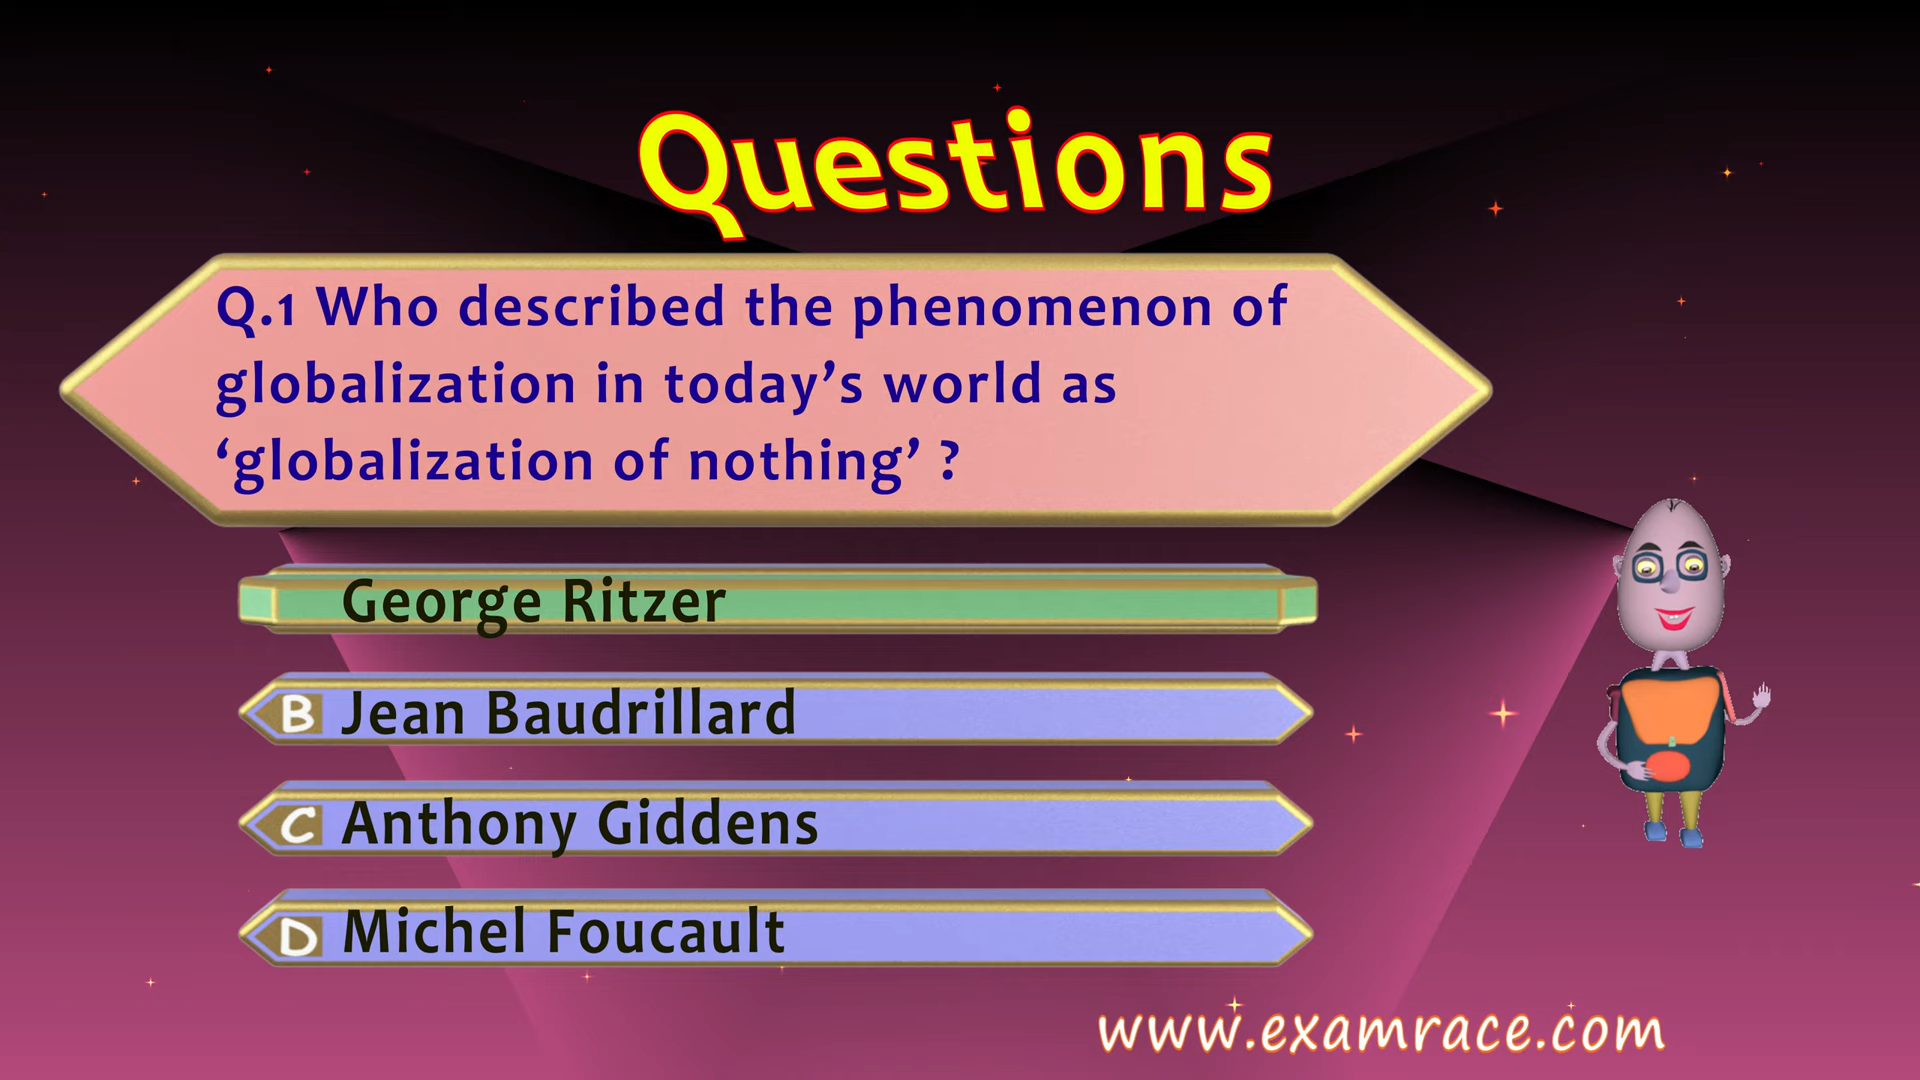 Questions
Q.1 Who described the phenomenon of
globalization in today’s world as
‘globalization of nothing’ ?
George Ritzer
B Jean Baudrillard
C Anthony Giddens
D Michel Foucault
www.examrace.com